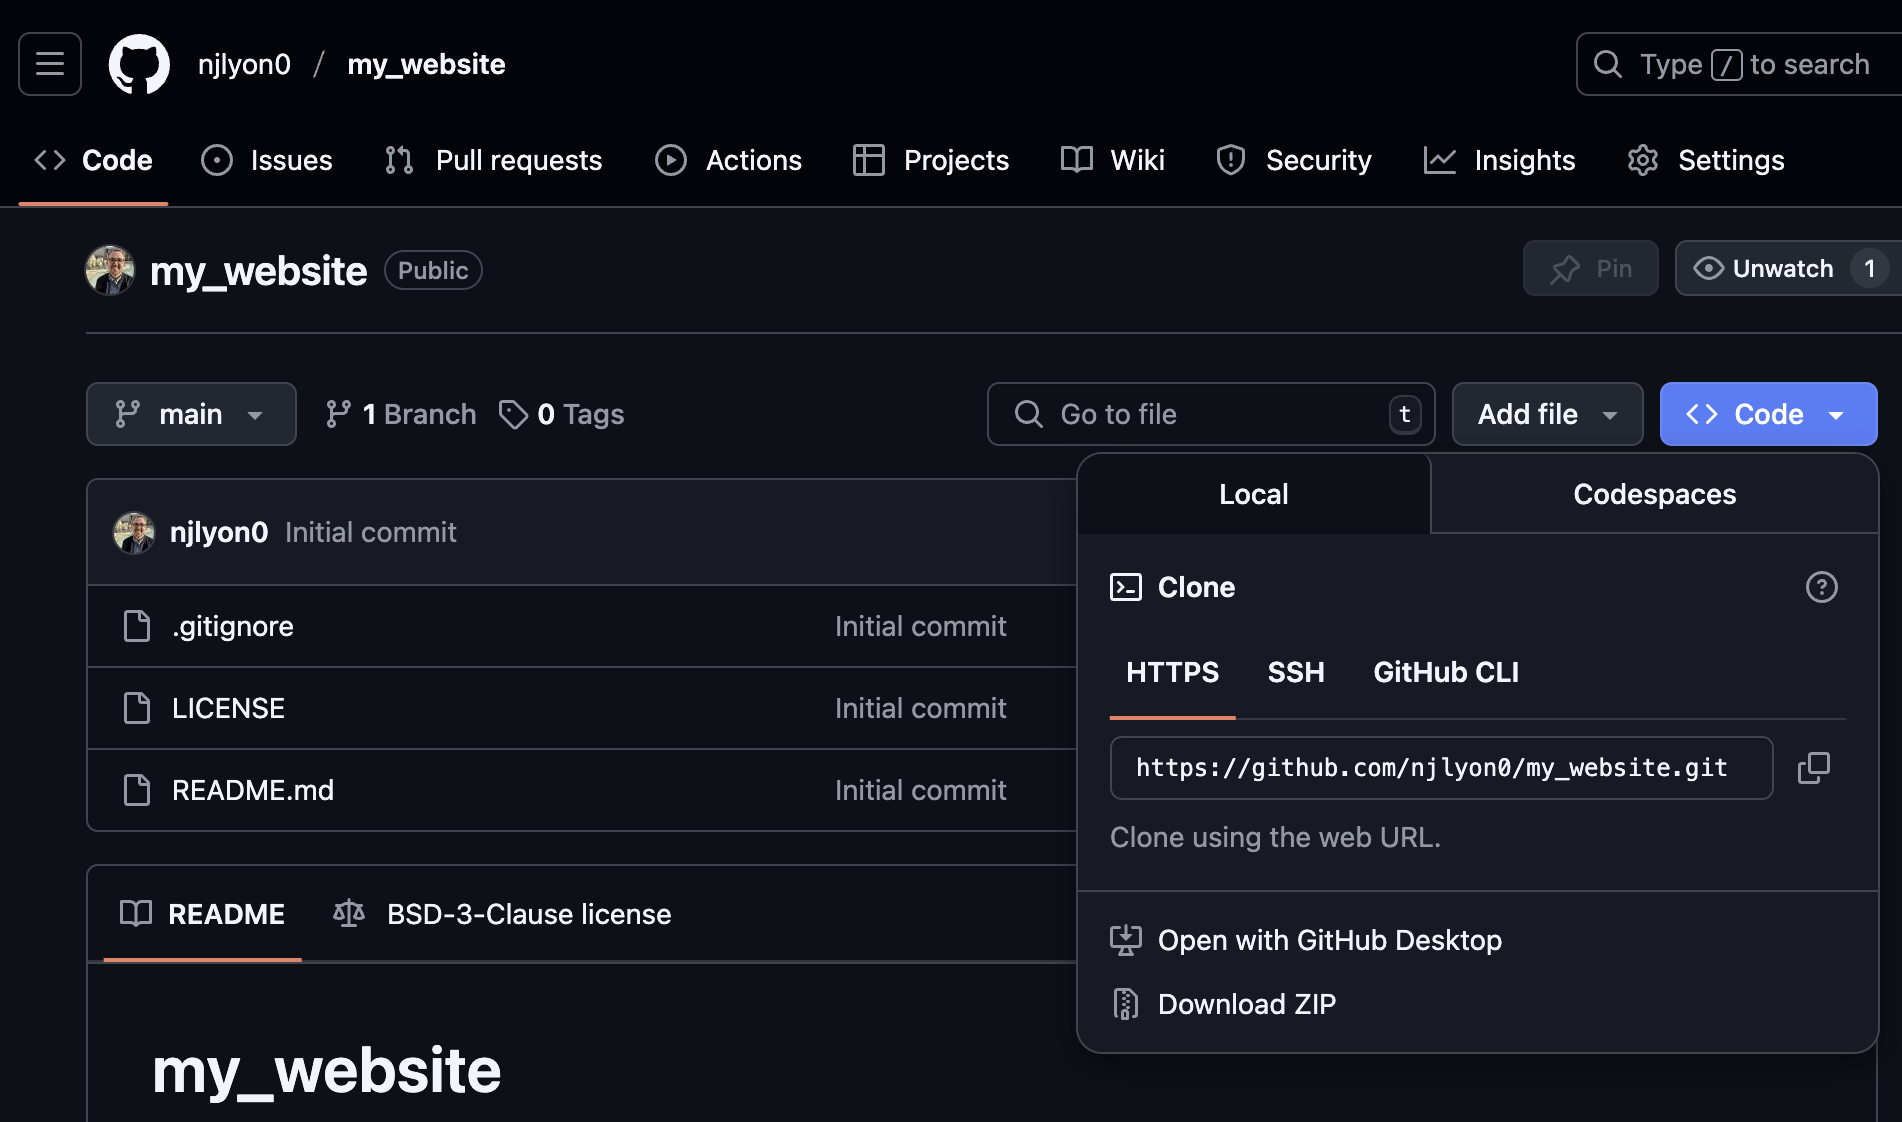 njlyon0 / my_website
Type / to search
Code Issues Pull requests Actions Projects Wiki Security Insights Settings
my_website Public
Pin Unwatch 1
main 1 Branch 0 Tags
Go to file t Add file Code
Local Codespaces
njlyon0 Initial commit
Clone
.gitignore Initial commit
HTTPS SSH GitHub CLI
LICENSE Initial commit
https://github.com/njlyon0/my_website.git
README.md Initial commit
Clone using the web URL.
README BSD-3-Clause license
Open with GitHub Desktop
Download ZIP
my_website